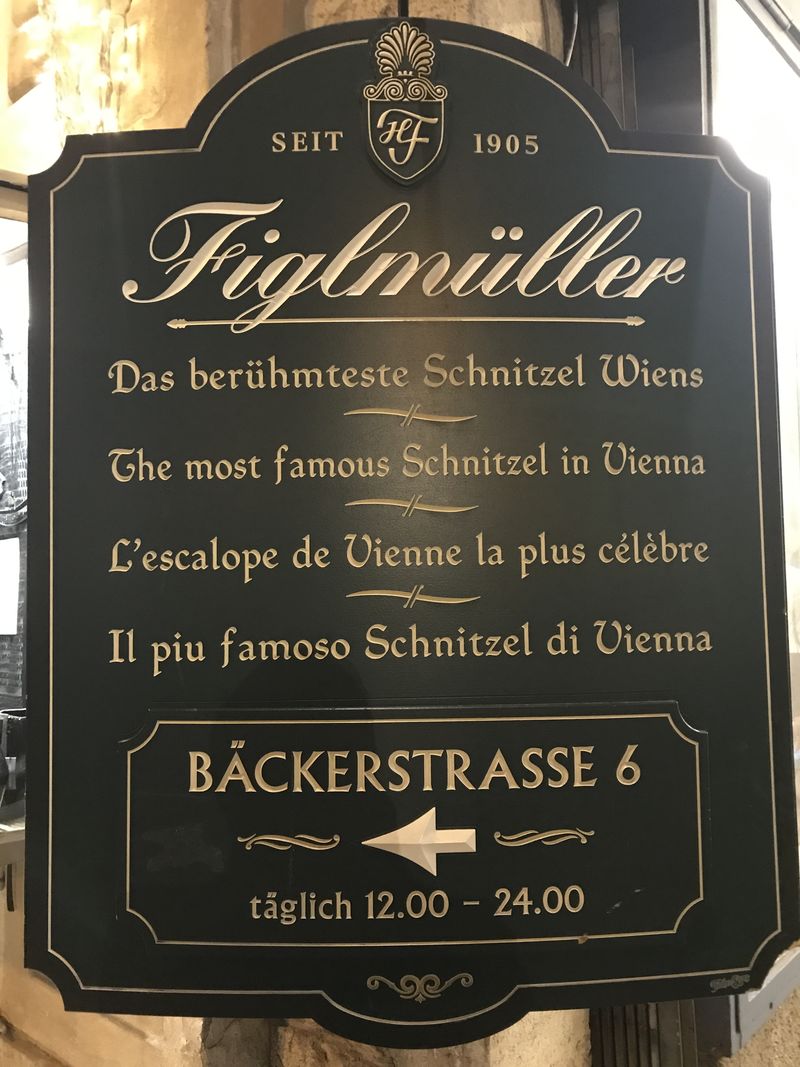 SEIT HF 1905
Figlmüller
Das berühmteste Schnitzel Wiens
The most famous Schnitzel in Vienna
L'escalope de Vienne la plus célèbre
Il piu famoso Schnitzel di Vienna
BÄCKERSTRASSE 6
täglich 12.00 – 24.00